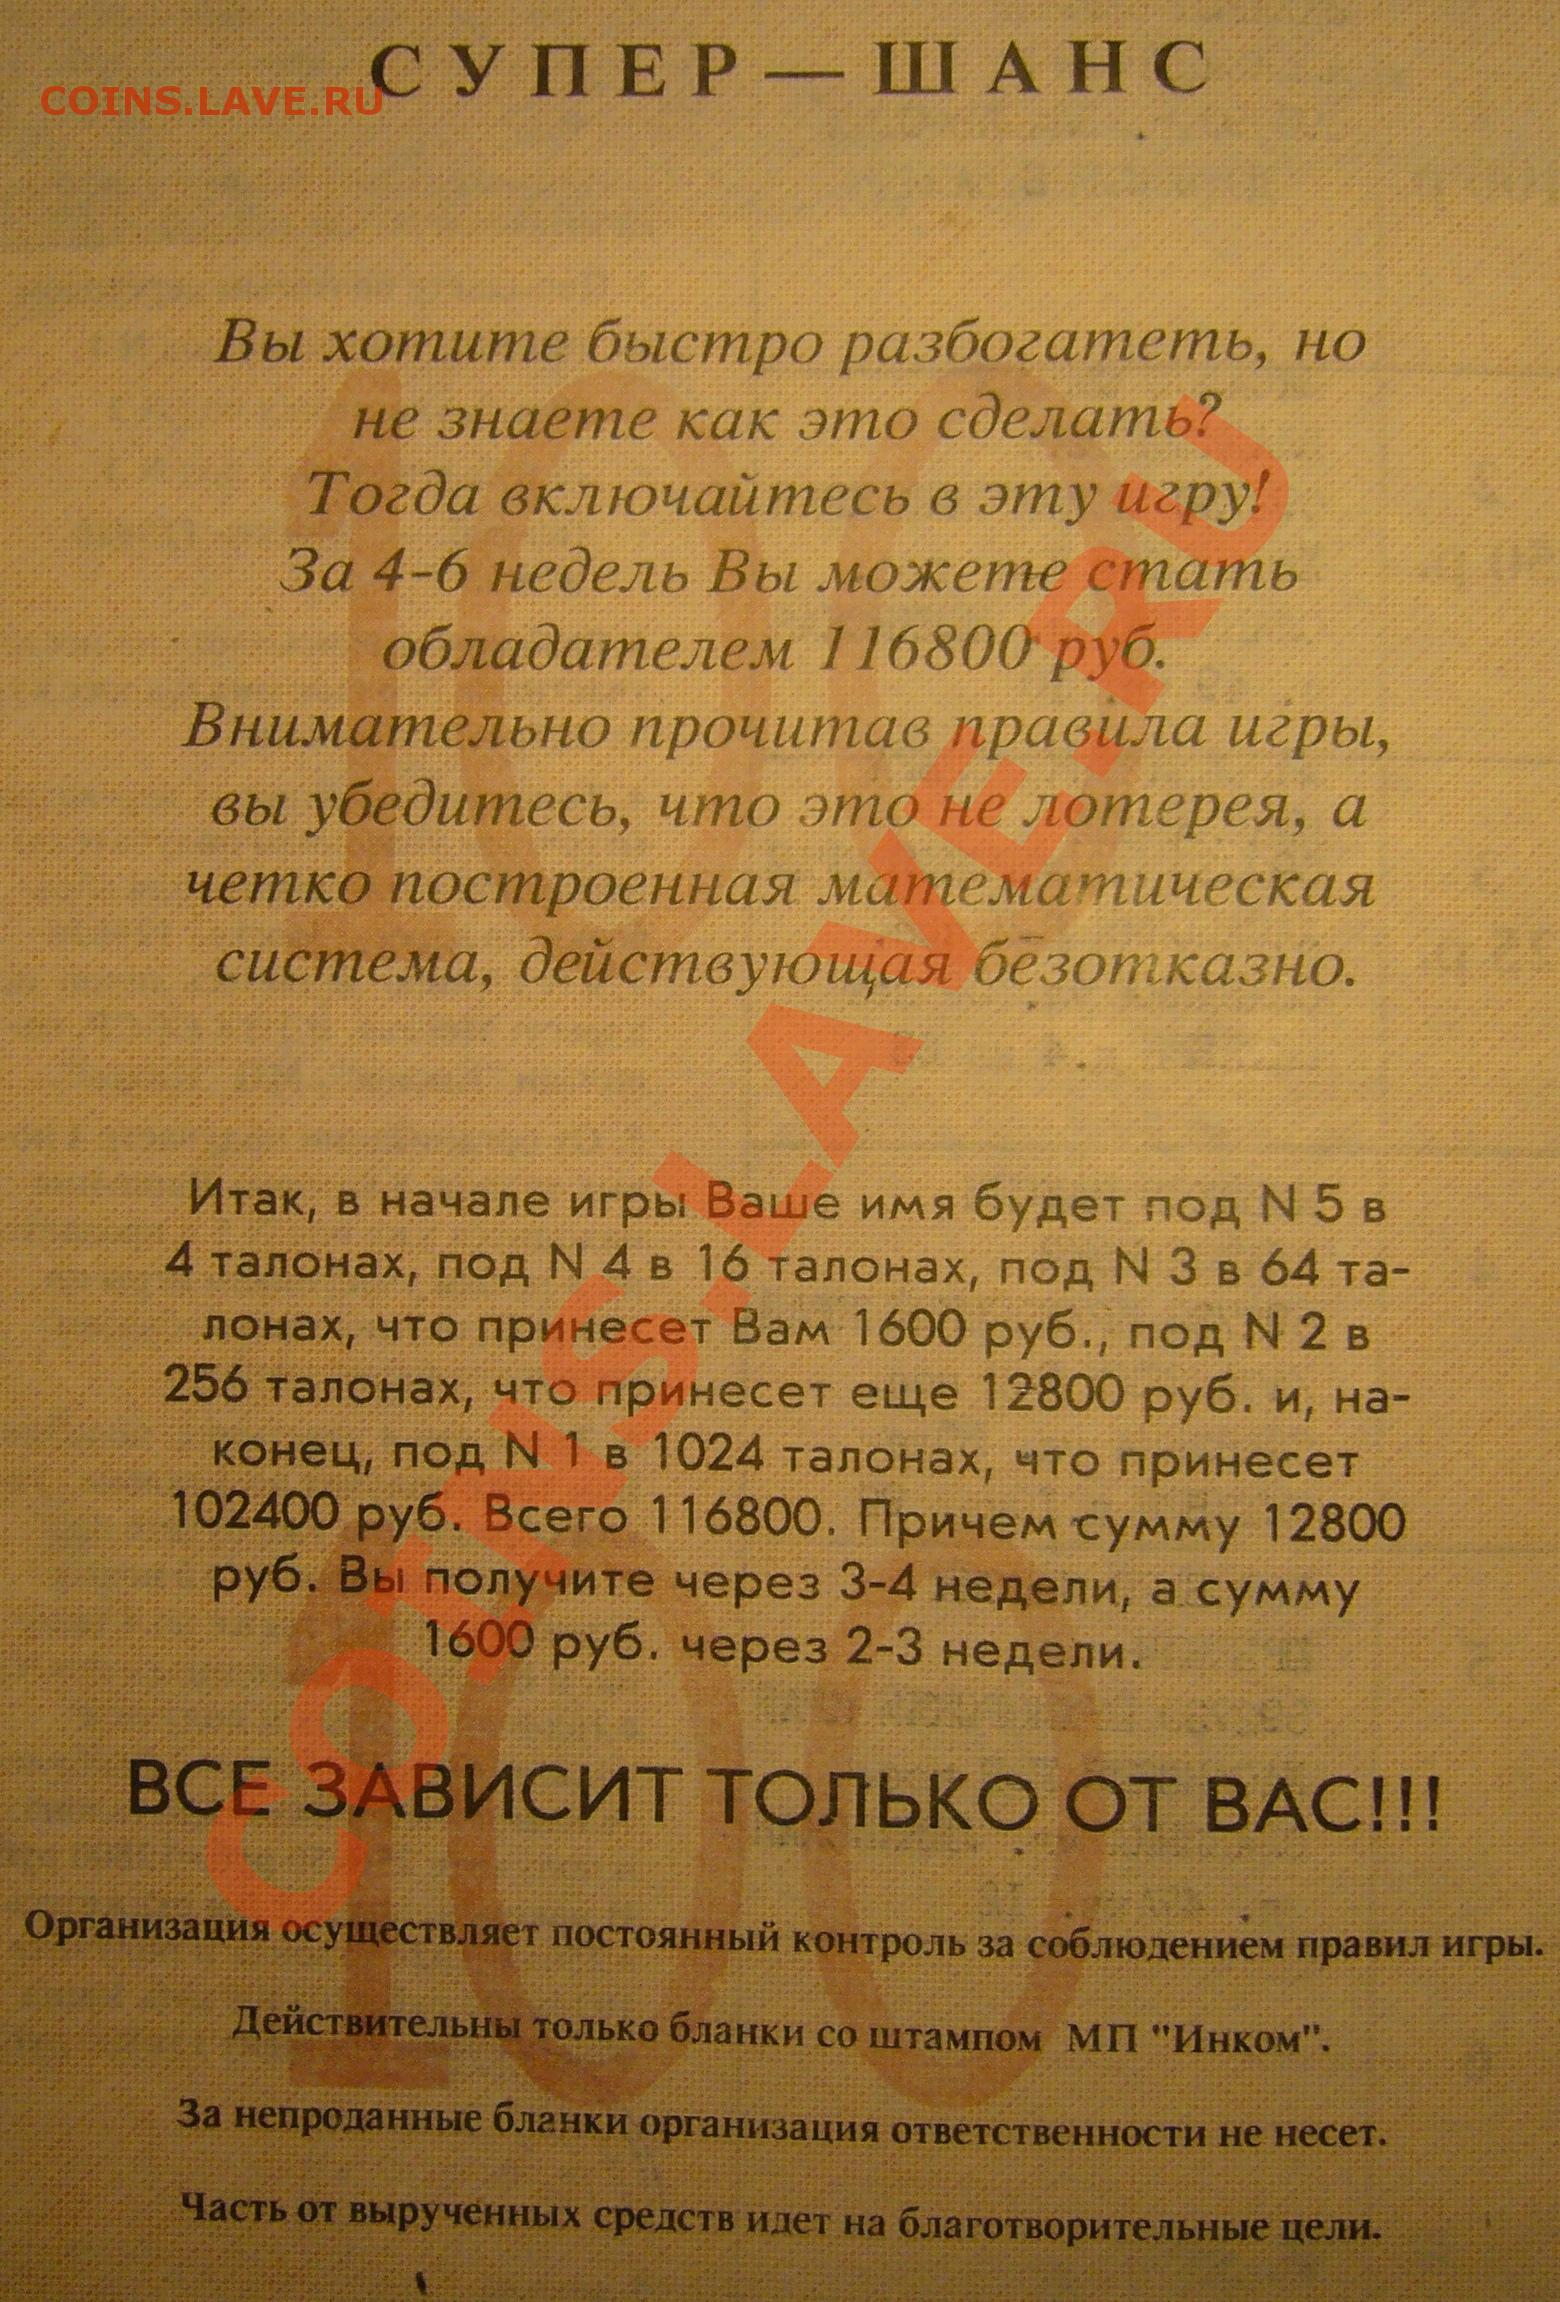 СУПЕР—ШАНС
COINS.LAVE.RU
Вы хотите быстро разбогатеть, но
не знаете как это сделать?
Тогда включайтесь в эту игру!
За 4-6 недель Вы можете стать
обладателем 116800 руб.
Внимательно прочитав правила игры,
вы убедитесь, что это не лотерея, а
четко построенная математическая
система, действующая безотказно.
100
COINS.LAVE.RU
Итак, в начале игры Ваше имя будет под N 5 в
4 талонах, под N 4 в 16 талонах, под N 3 в 64 та-
лонах, что принесет Вам 1600 руб., под N 2 в
256 талонах, что принесет еще 12800 руб. и, на-
конец, под N 1 в 1024 талонах, что принесет
102400 руб. Всего 116800. Причем сумму 12800
руб. Вы получите через 3-4 недели, а сумму
1600 руб. через 2-3 недели.
100
ВСЕ ЗАВИСИТ ТОЛЬКО ОТ ВАС!!!
Организация осуществляет постоянный контроль за соблюдением правил игры.
Действительны только бланки со штампом МП "Инком".
За непроданные бланки организация ответственности не несет.
Часть от вырученных средств идет на благотворительные цели.